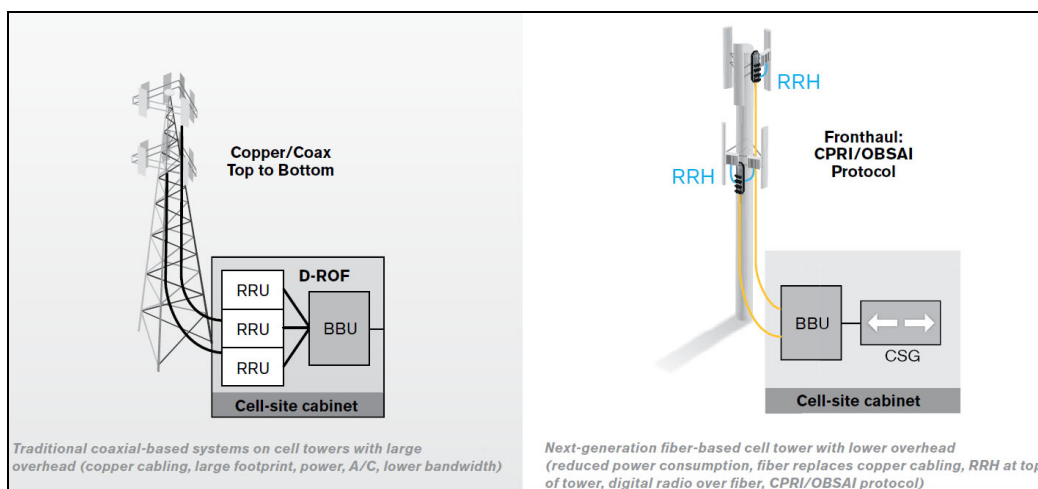 Copper/Coax
Top to Bottom
D-ROF
RRU
RRU
RRU
BBU
Cell-site cabinet
Traditional coaxial-based systems on cell towers with large
overhead (copper cabling, large footprint, power, A/C, lower bandwidth)
RRH
RRH
Fronthaul:
CPRI/OBSAI
Protocol
BBU
CSG
Cell-site cabinet
Next-generation fiber-based cell tower with lower overhead
(reduced power consumption, fiber replaces copper cabling, RRH at top
of tower, digital radio over fiber, CPRI/OBSAI protocol)